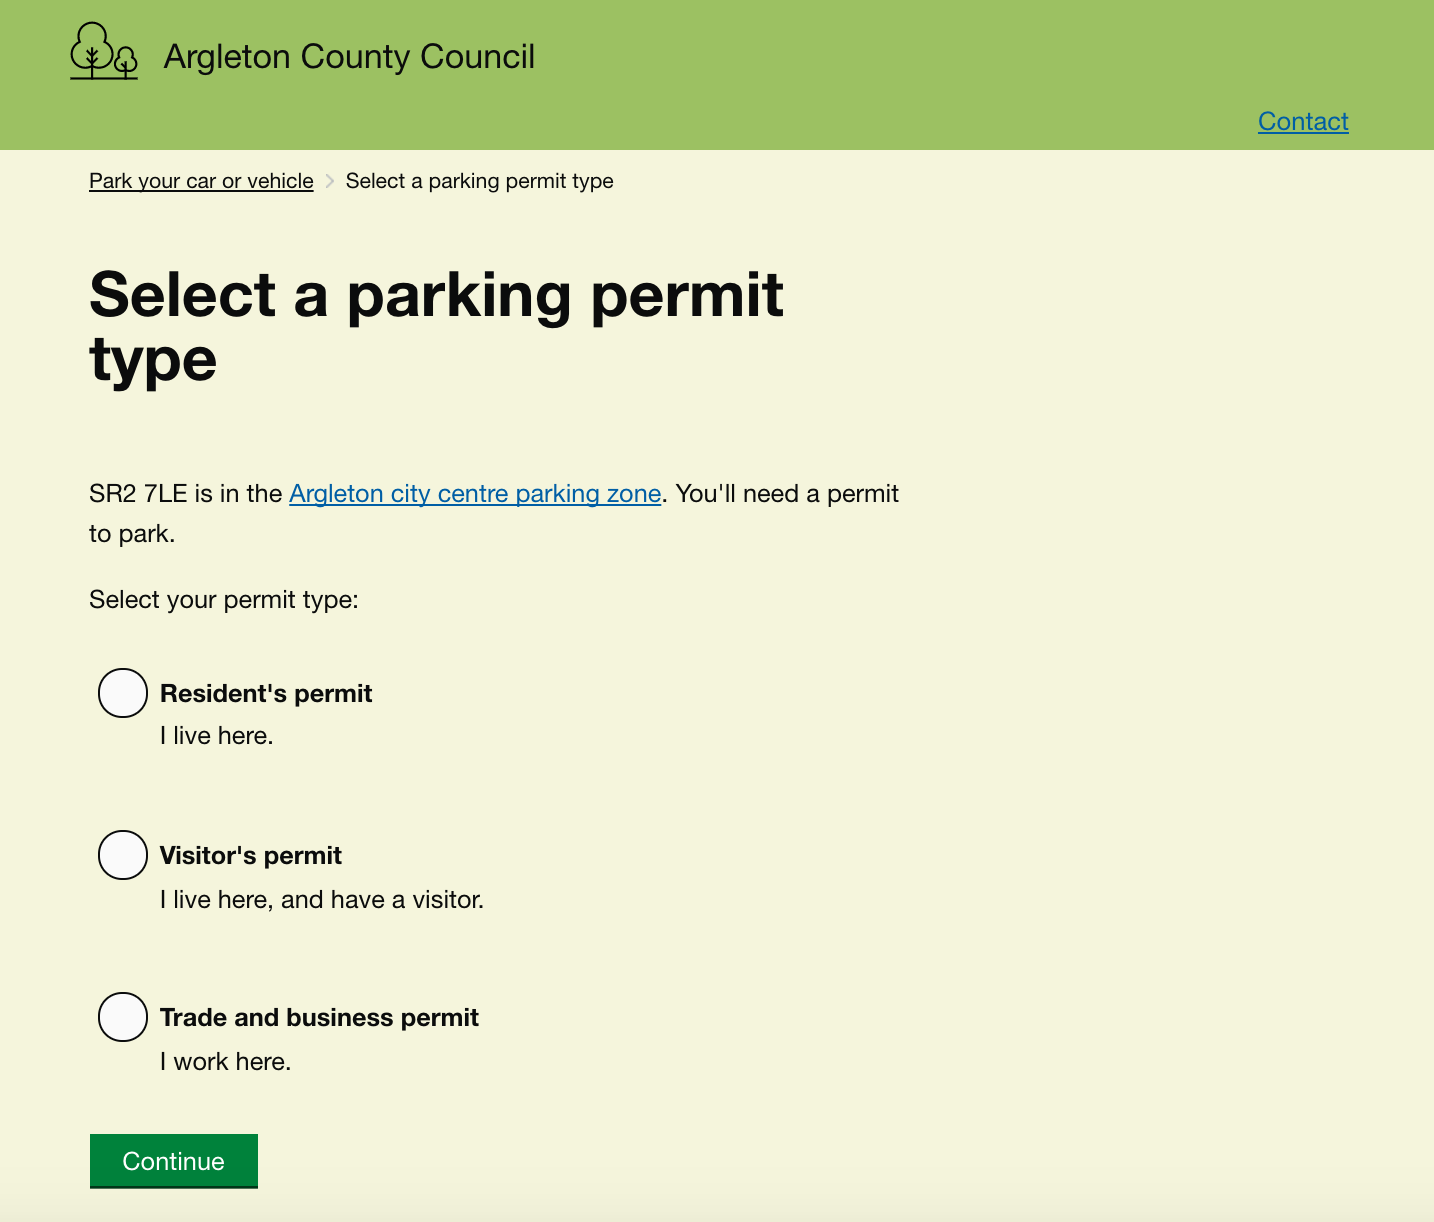 Argleton County Council
Contact
Park your car or vehicle
Select a parking permit type
Select a parking permit
type
SR2 7LE is in the Argleton city centre parking zone. You'll need a permit
to park.
Select your permit type:
Resident's permit
I live here.
Visitor's permit
I live here, and have a visitor.
Trade and business permit
I work here.
Continue